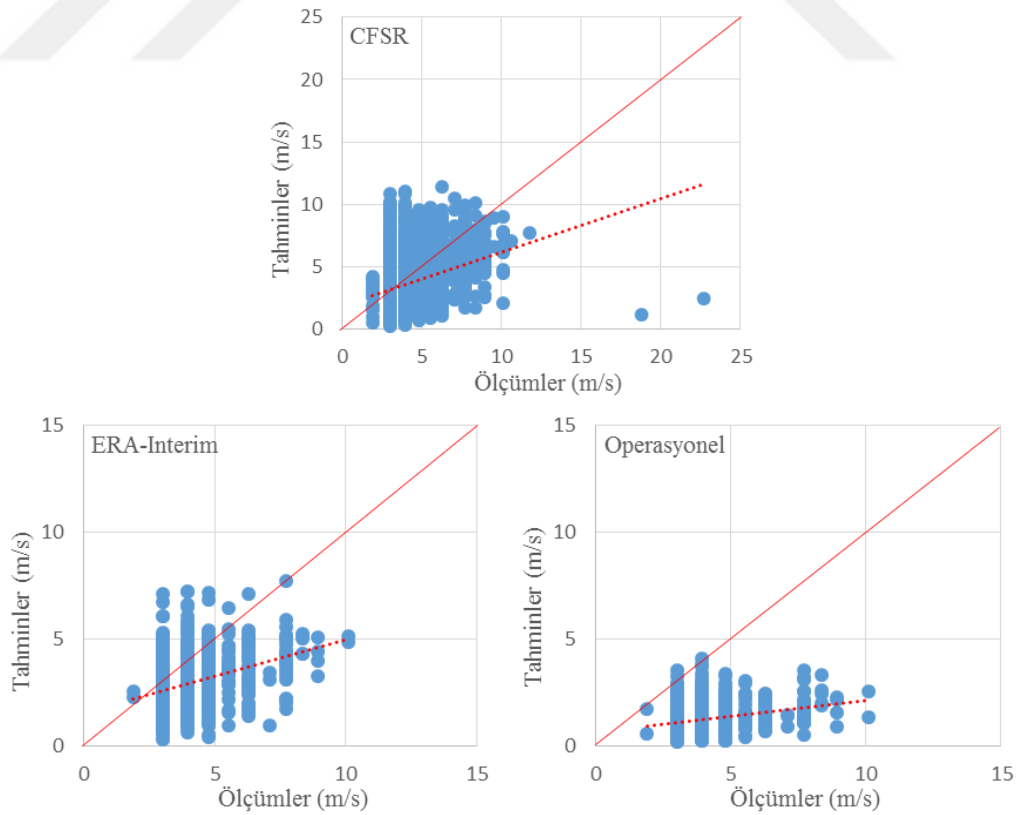 25
CFSR
20
15
10
5
0
Tahminler (m/s)
0 5 10 15 20 25
Ölçümler (m/s)
15
ERA-Interim
10
5
0
Tahminler (m/s)
0 5 10 15
Ölçümler (m/s)
15
Operasyonel
10
5
0
Tahminler (m/s)
0 5 10 15
Ölçümler (m/s)